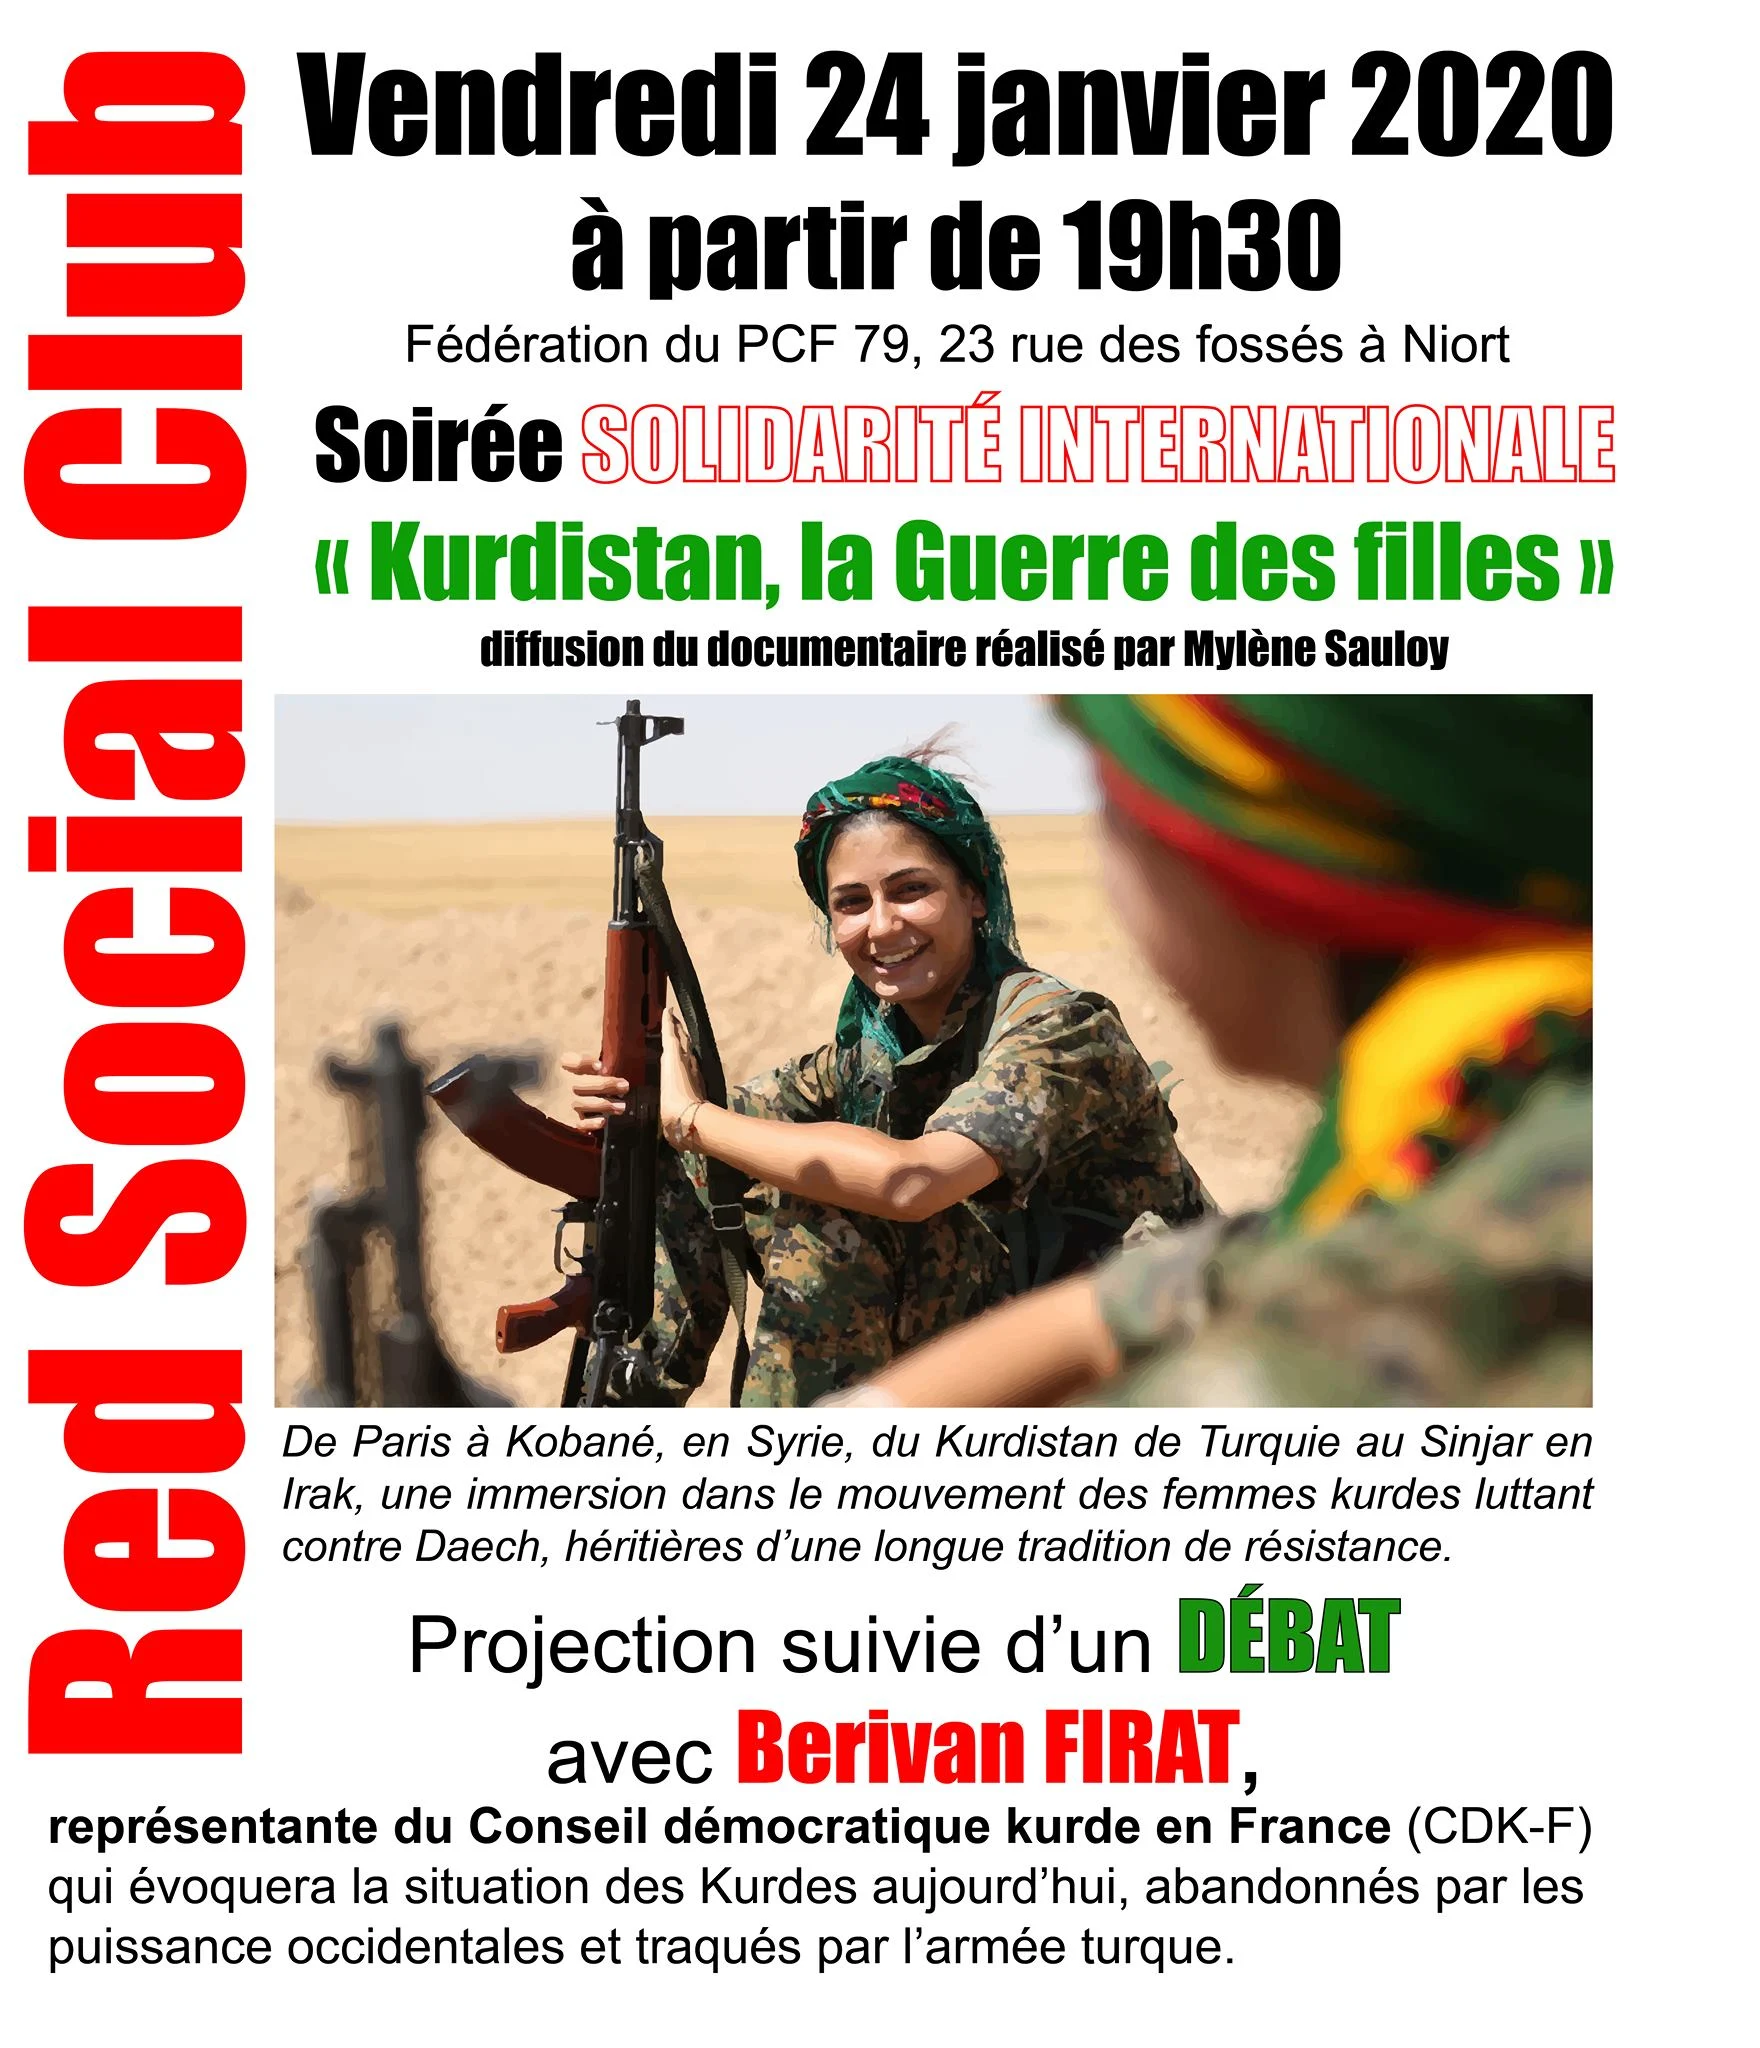 Red Social Club
Vendredi 24 janvier 2020
à partir de 19h30
Fédération du PCF 79, 23 rue des fossés à Niort
Soirée SOLIDARITÉ INTERNATIONALE
« Kurdistan, la Guerre des filles »
diffusion du documentaire réalisé par Mylène Sauloy
De Paris à Kobané, en Syrie, du Kurdistan de Turquie au Sinjar en
Irak, une immersion dans le mouvement des femmes kurdes luttant
contre Daech, héritières d’une longue tradition de résistance.
Projection suivie d’un DÉBAT
avec Berivan FIRAT,
représentante du Conseil démocratique kurde en France (CDK-F)
qui évoquera la situation des Kurdes aujourd’hui, abandonnés par les
puissance occidentales et traqués par l’armée turque.